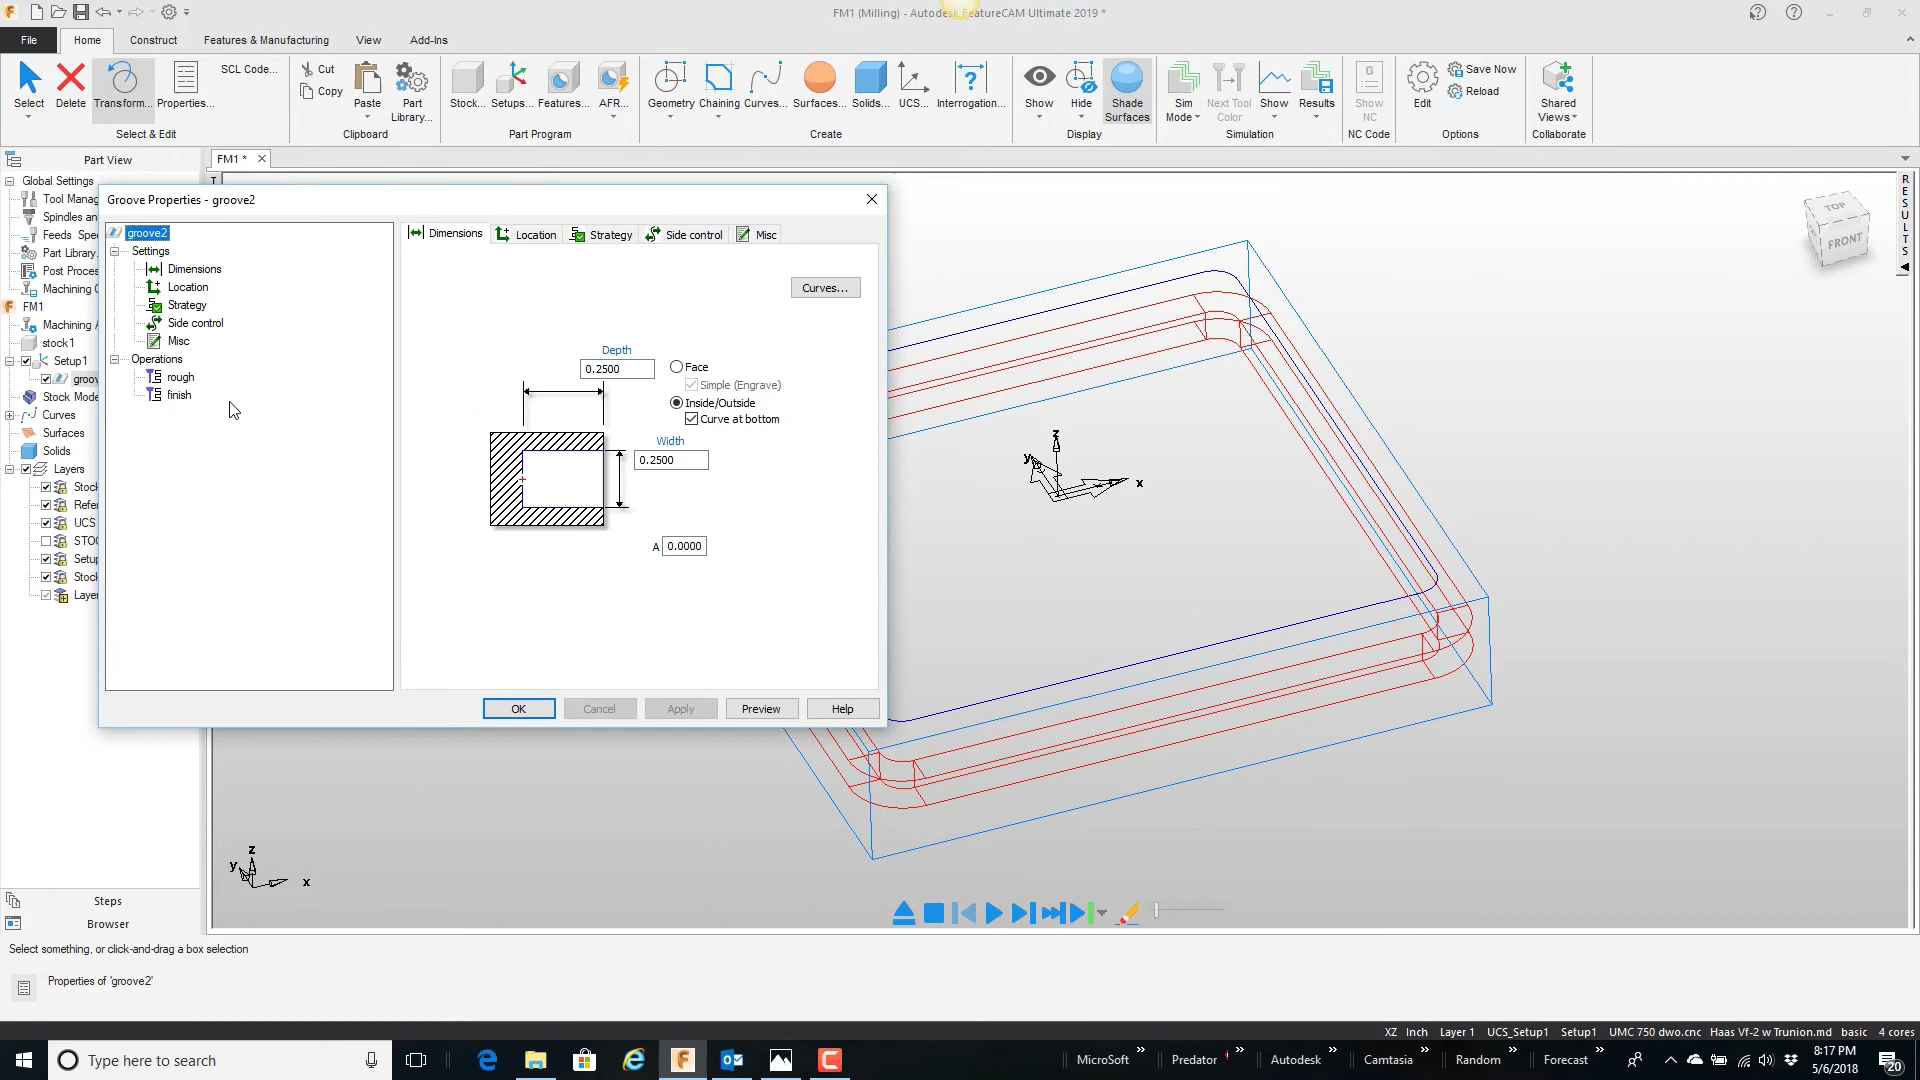 FM1 (Milling) - Autodesk FeatureCAM Ultimate 2019 *
File
Home
Construct
Features & Manufacturing
View
Add-Ins
Select
Delete
Transform...
Properties...
SCL Code...
Select & Edit
Cut
Copy
Paste
Part
Library...
Clipboard
Stock...
Setups...
Features...
AFR...
Part Program
Geometry
Chaining
Curves...
Surfaces...
Solids...
UCS...
Interrogation...
Create
Show
Hide
Shade
Surfaces
Display
Sim
Mode
Next Tool
Color
Show
Results
Simulation
Show
NC
NC Code
Edit
Save Now
Reload
Options
Shared
Views
Collaborate
Part View
FM1 *
Global Settings
Tool Manag
Spindles an
Feeds Spe
Part Library
Post Proces
Machining C
FM1
Machining A
stock1
Setup1
groov
Stock Mode
Curves
Surfaces
Solids
Layers
Stoc
Refer
UCS
STOC
Setup
Stock
Laye
Steps
Browser
Groove Properties - groove2
groove2
Settings
Dimensions
Location
Strategy
Side control
Misc
Operations
rough
finish
Dimensions
Location
Strategy
Side control
Misc
Curves...
Depth
0.2500
Face
Simple (Engrave)
Inside/Outside
Curve at bottom
Width
0.2500
A 0.0000
OK
Cancel
Apply
Preview
Help
TOP
FRONT
RESULTS
z
y
x
z
y
x
Select something, or click-and-drag a box selection
Properties of 'groove2'
XZ Inch Layer 1 UCS_Setup1 Setup1 UMC 750 dwo.cnc Haas Vf-2 w Trunion.md basic 4 cores
Type here to search
MicroSoft
Predator
Autodesk
Camtasia
Random
Forecast
8:17 PM
5/6/2018
20